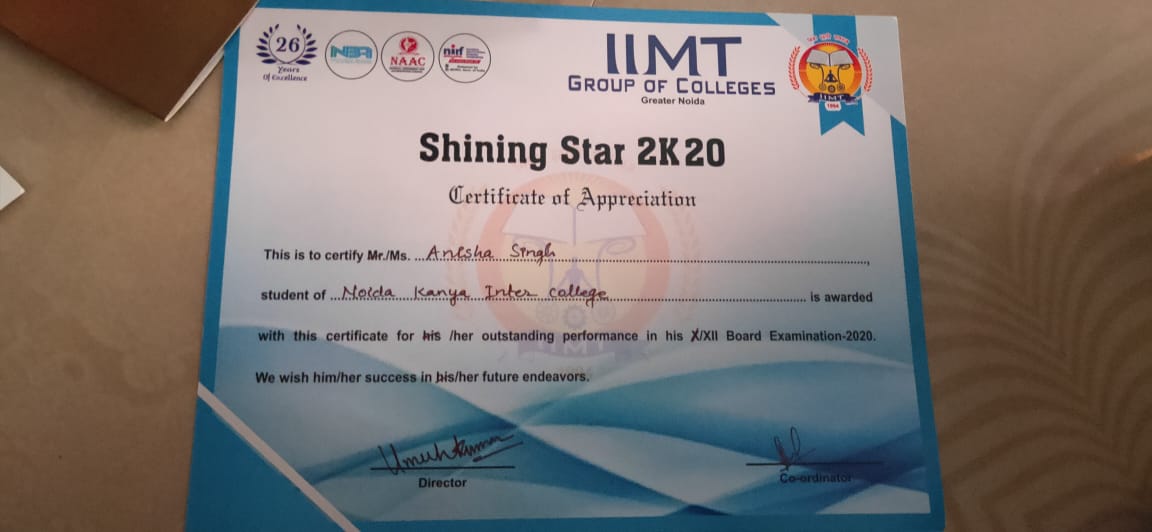 26
Years
Of Excellence
NBA
NAAC
nirf
IIMT
GROUP OF COLLEGES
Greater Noida
IIMT
1994
Shining Star 2K20
Certificate of Appreciation
This is to certify Mr./Ms. Anesha Singh
student of Noida Kanya Inter College is awarded
with this certificate for his /her outstanding performance in his X/XII Board Examination-2020.
We wish him/her success in his/her future endeavors.
Director
Co-ordinator